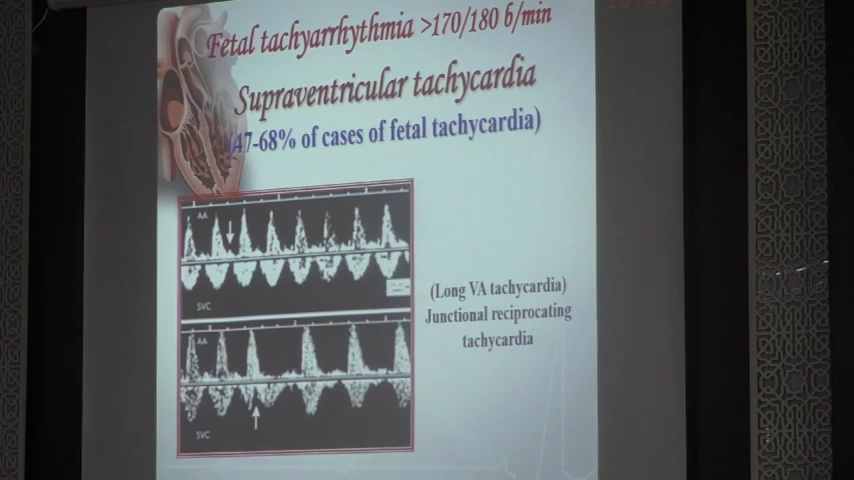 Fetal tachyarrhythmia >170/180 b/min
Supraventricular tachycardia
(47-68% of cases of fetal tachycardia)
AA
SVC
AA
SVC
(Long VA tachycardia)
Junctional reciprocating
tachycardia